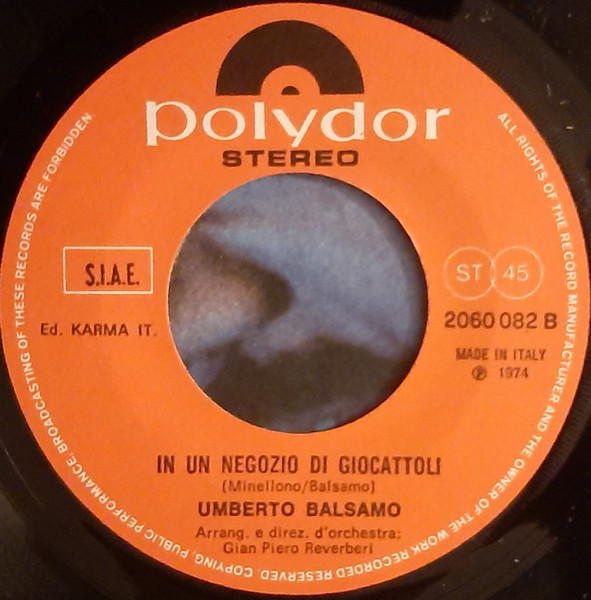 polydor
STEREO
S.I.A.E.
Ed. KARMA IT.
ST 45
2060 082 B
MADE IN ITALY
℗ 1974
IN UN NEGOZIO DI GIOCATTOLI
(Minellono/Balsamo)
UMBERTO BALSAMO
Arrang. e direz. d'orchestra:
Gian Piero Reverberi
ALL RIGHTS OF THE RECORD MANUFACTURER AND THE OWNER OF THE WORK RECORDED RESERVED. COPYING, PUBLIC PERFORMANCE, BROADCASTING OF THESE RECORDS ARE FORBIDDEN